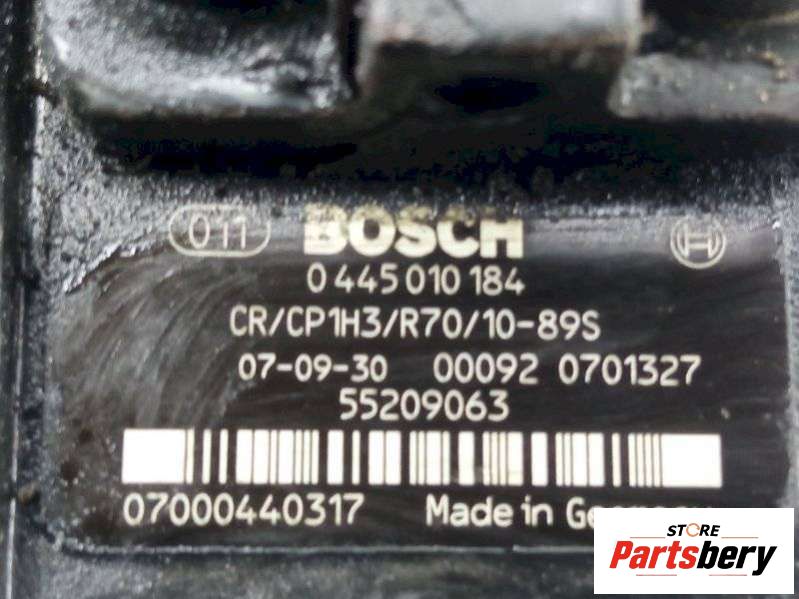 011 BOSCH
0 445 010 184
CR/CP1H3/R70/10-89S
07-09-30 00092 0701327
55209063
07000440317 Made in Germany
STORE
Partsbery